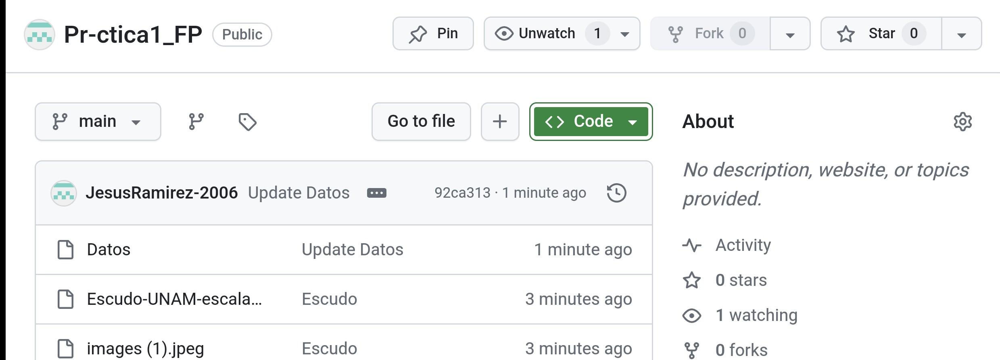 Pr-ctica1_FP Public Pin Unwatch 1 Fork 0 Star 0
main Go to file Code About
No description, website, or topics
provided.
JesusRamirez-2006 Update Datos 92ca313 · 1 minute ago
Datos Update Datos 1 minute ago
Activity
Escudo-UNAM-escala... Escudo 3 minutes ago
0 stars
1 watching
images (1).jpeg Escudo 3 minutes ago
0 forks